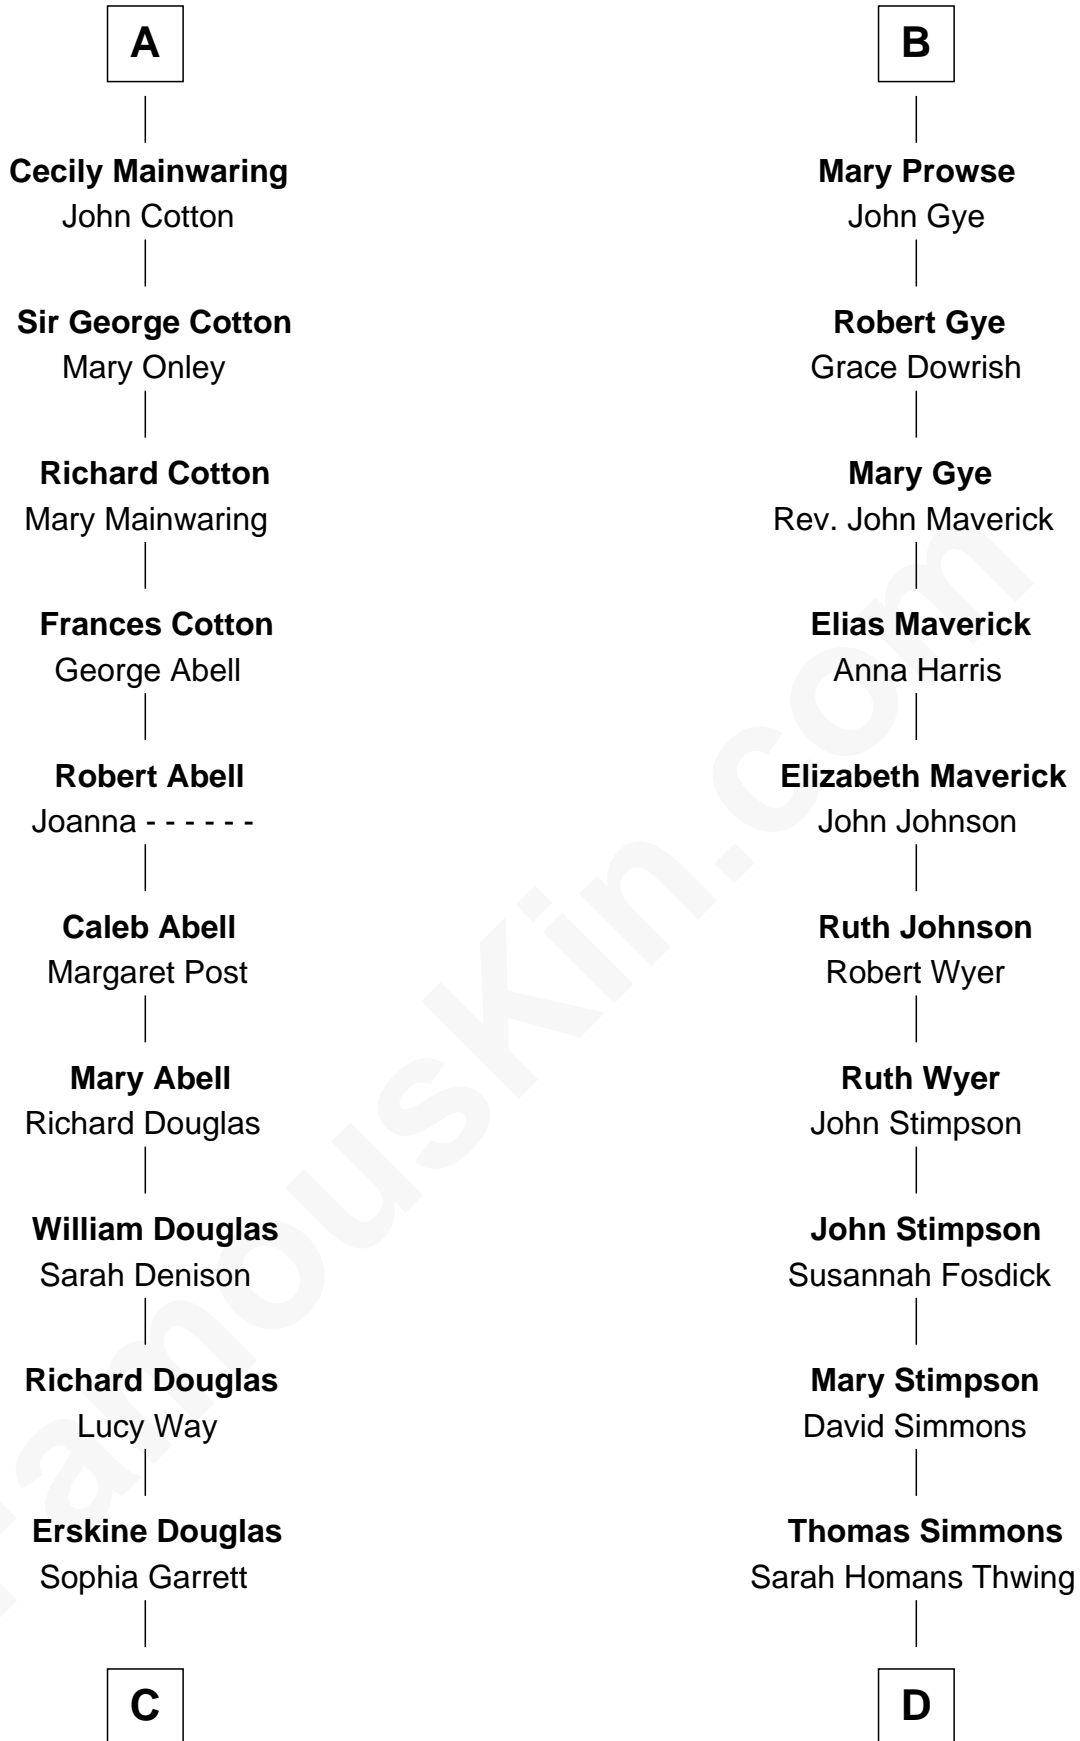 A
Cecily Mainwaring
John Cotton
Sir George Cotton
Mary Onley
Richard Cotton
Mary Mainwaring
Frances Cotton
George Abell
Robert Abell
Joanna - - - - - -
Caleb Abell
Margaret Post
Mary Abell
Richard Douglas
William Douglas
Sarah Denison
Richard Douglas
Lucy Way
Erskine Douglas
Sophia Garrett
C
B
Mary Prowse
John Gye
Robert Gye
Grace Dowrish
Mary Gye
Rev. John Maverick
Elias Maverick
Anna Harris
Elizabeth Maverick
John Johnson
Ruth Johnson
Robert Wyer
Ruth Wyer
John Stimpson
John Stimpson
Susannah Fosdick
Mary Stimpson
David Simmons
Thomas Simmons
Sarah Homans Thwing
D
FamousKin.com